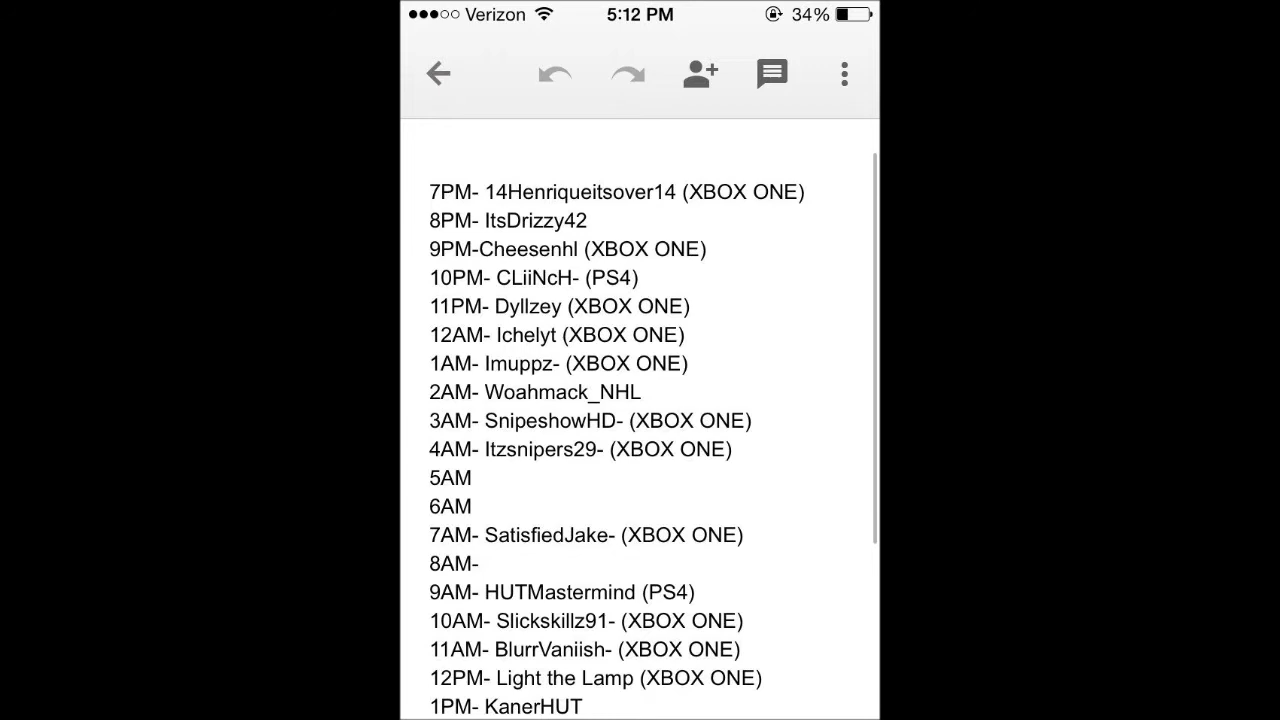 Verizon 5:12 PM 34%
7PM- 14Henriqueitsover14 (XBOX ONE)
8PM- ItsDrizzy42
9PM-Cheesenhl (XBOX ONE)
10PM- CLiiNcH- (PS4)
11PM- Dyllzey (XBOX ONE)
12AM- Ichelyt (XBOX ONE)
1AM- Imuppz- (XBOX ONE)
2AM- Woahmack_NHL
3AM- SnipeshowHD- (XBOX ONE)
4AM- Itzsnipers29- (XBOX ONE)
5AM
6AM
7AM- SatisfiedJake- (XBOX ONE)
8AM-
9AM- HUTMastermind (PS4)
10AM- Slickskillz91- (XBOX ONE)
11AM- BlurrVaniish- (XBOX ONE)
12PM- Light the Lamp (XBOX ONE)
1PM- KanerHUT